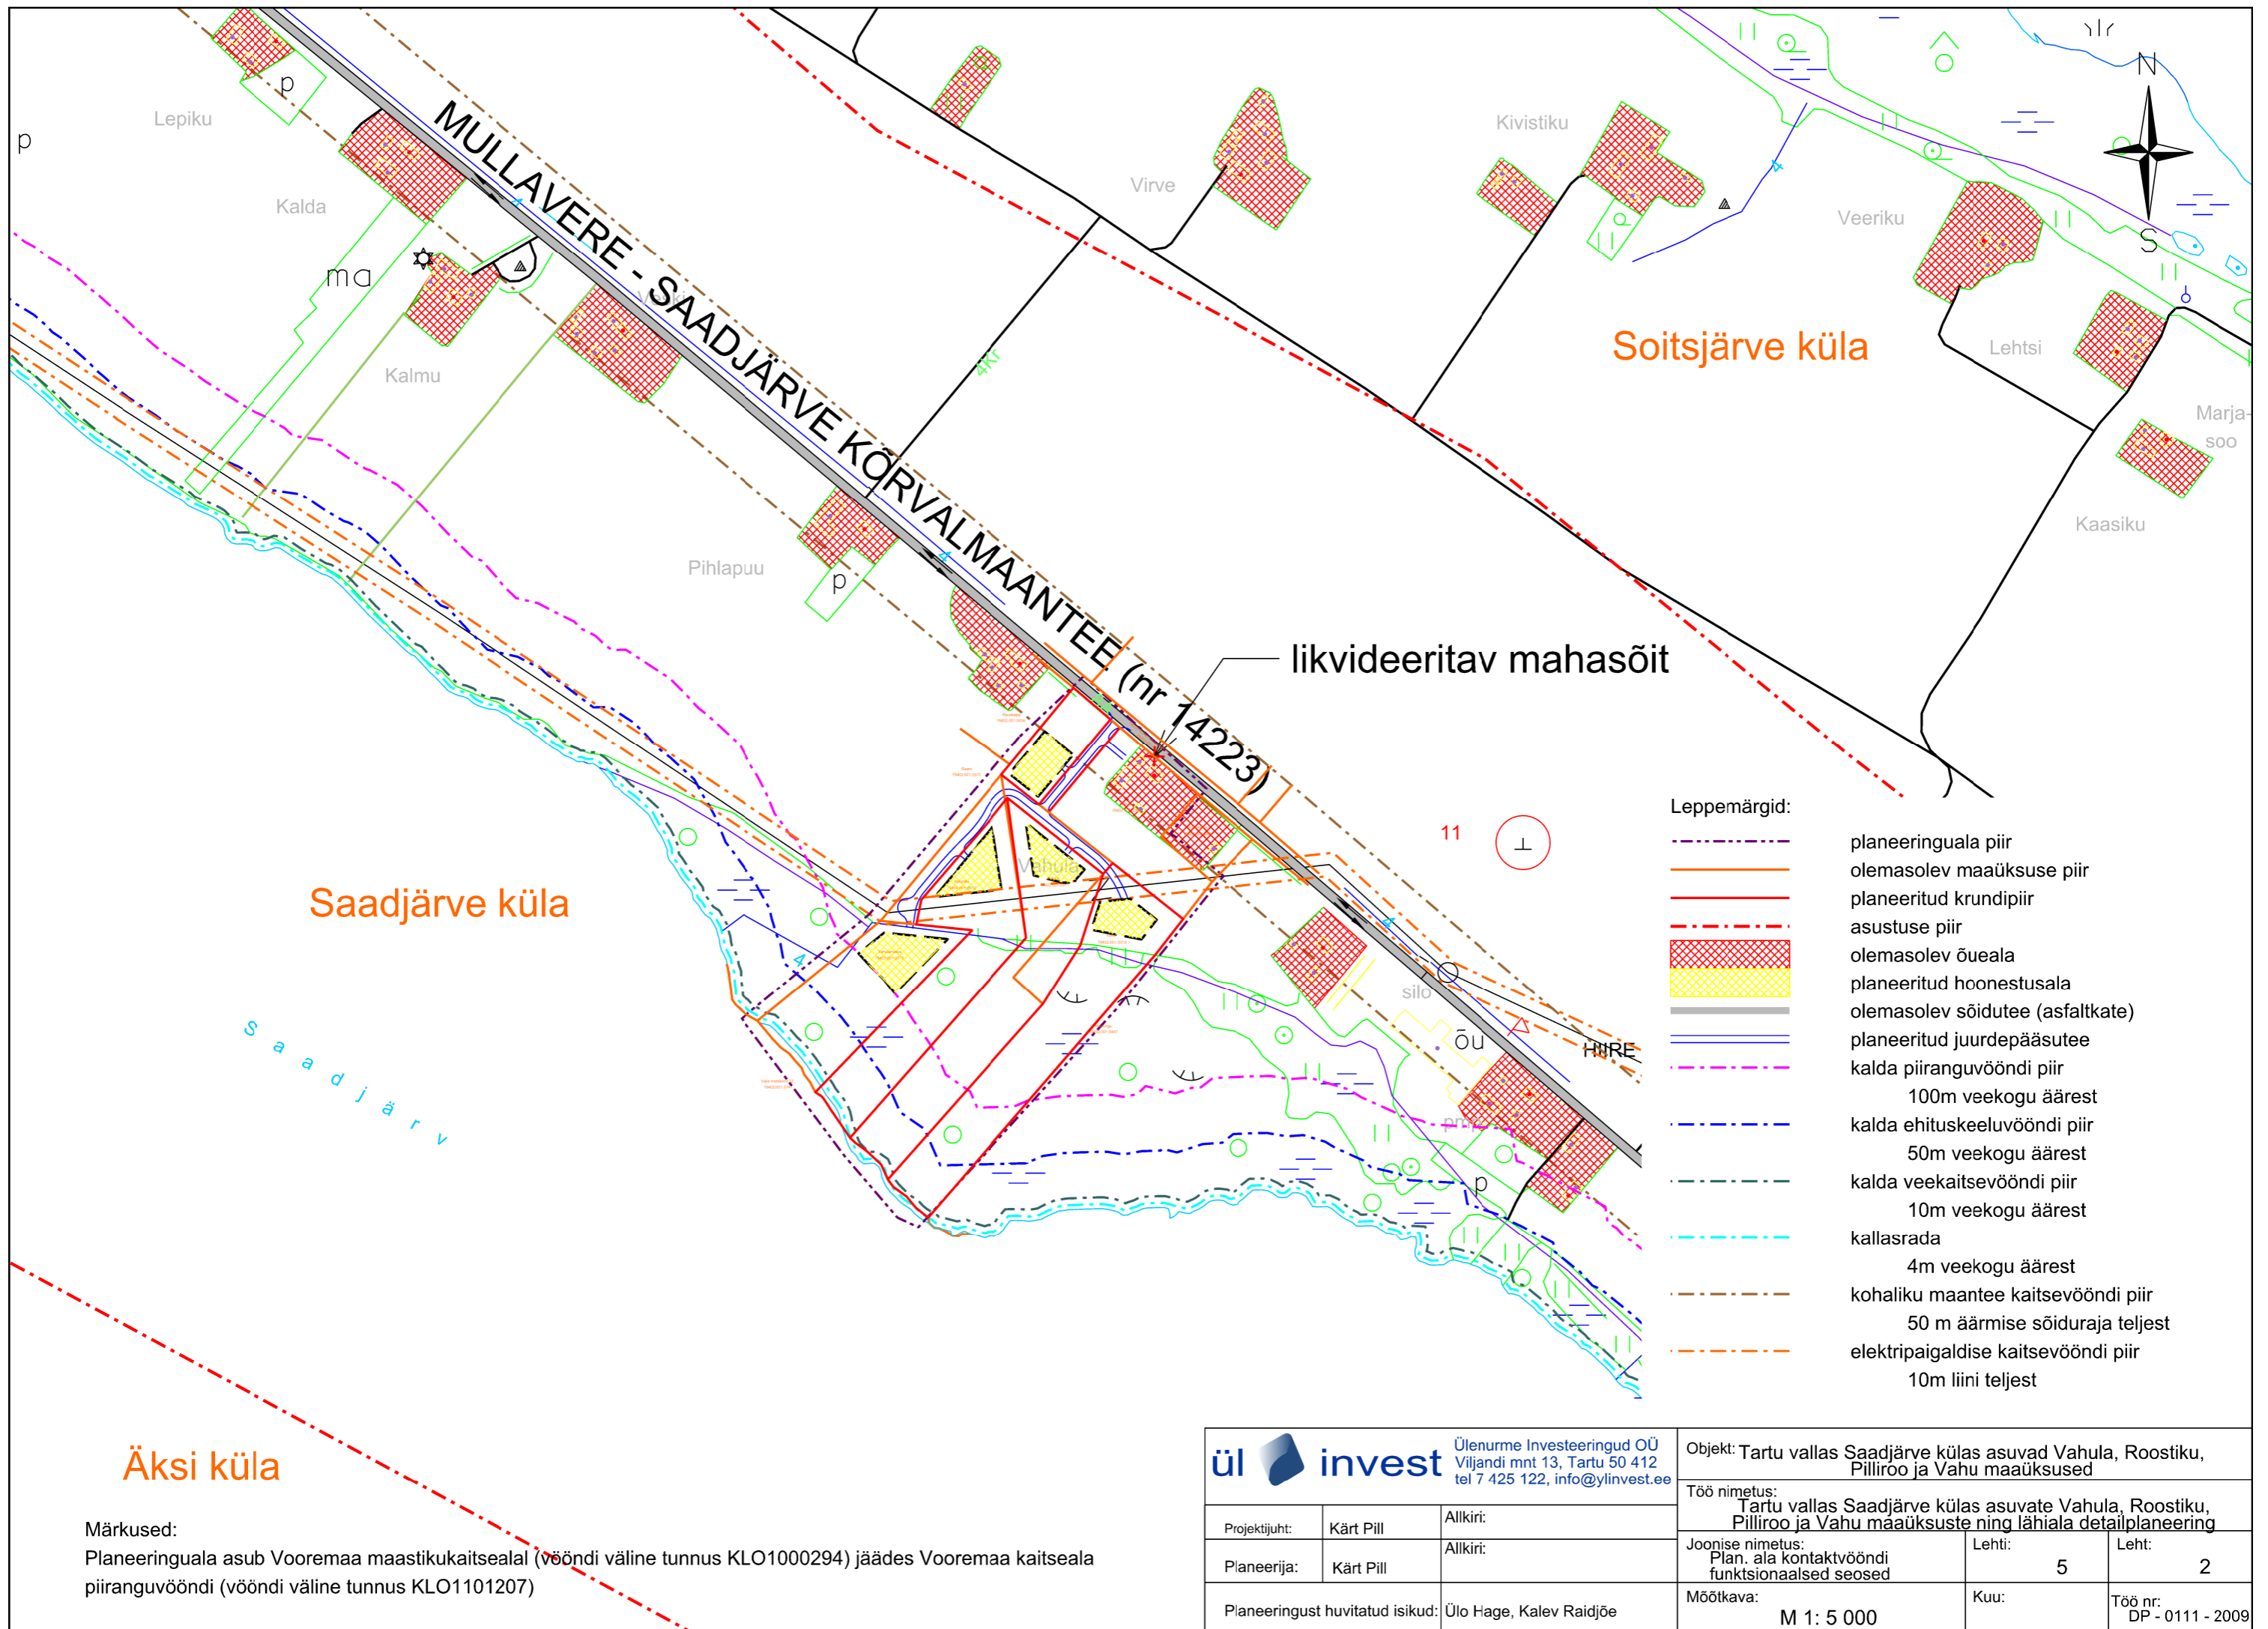 p
Lepiku
p
Kalda
ma
Kalmu
MULLAVERE - SAADJÄRVE KÕRVALMAANTEE (nr 14223)
4
Virve
Kivistiku
4
Veeriku
N
S
Soitsjärve küla
Lehtsi
Marja-
soo
Kaasiku
4Kr
Pihlapuu
p
4
likvideeritav mahasõit
11
Vahula
Saadjärve küla
4
4
silo
õu
HIIRE
p
Saadjärv
Äksi küla
Leppemärgid:
planeeringuala piir
olemasolev maaüksuse piir
planeeritud krundipiir
asustuse piir
olemasolev õueala
planeeritud hoonestusala
olemasolev sõidutee (asfaltkate)
planeeritud juurdepääsutee
kalda piiranguvööndi piir
100m veekogu äärest
kalda ehituskeeluvööndi piir
50m veekogu äärest
kalda veekaitsevööndi piir
10m veekogu äärest
kallasrada
4m veekogu äärest
kohaliku maantee kaitsevööndi piir
50 m äärmise sõiduraja teljest
elektripaigaldise kaitsevööndi piir
10m liini teljest
Märkused:
Planeeringuala asub Vooremaa maastikukaitsealal (vööndi väline tunnus KLO1000294) jäädes Vooremaa kaitseala
piiranguvööndi (vööndi väline tunnus KLO1101207)
ül invest
Ülenurme Investeeringud OÜ
Viljandi mnt 13, Tartu 50 412
tel 7 425 122, info@ylinvest.ee
Projektijuht: Kärt Pill Allkiri:
Planeerija: Kärt Pill Allkiri:
Planeeringust huvitatud isikud: Ülo Hage, Kalev Raidjõe
Objekt: Tartu vallas Saadjärve külas asuvad Vahula, Roostiku,
Pilliroo ja Vahu maaüksused
Töö nimetus:
Tartu vallas Saadjärve külas asuvate Vahula, Roostiku,
Pilliroo ja Vahu maaüksuste ning lähiala detailplaneering
Joonise nimetus:
Plan. ala kontaktvööndi
funktsionaalsed seosed
Lehti:
5
Leht:
2
Mõõtkava:
M 1: 5 000
Kuu:
Töö nr:
DP - 0111 - 2009